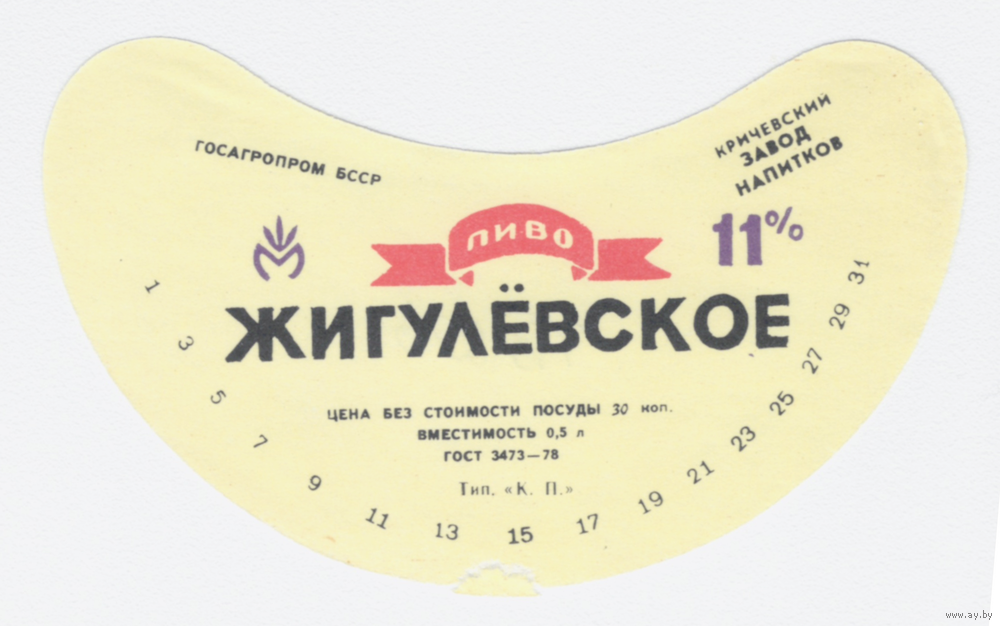 ГОСАГРОПРОМ БССР
КРИЧЕВСКИЙ
ЗАВОД
НАПИТКОВ
ПИВО
11%
ЖИГУЛЁВСКОЕ
ЦЕНА БЕЗ СТОИМОСТИ ПОСУДЫ 30 коп.
ВМЕСТИМОСТЬ 0,5 л
ГОСТ 3473—78
Тип. «К. П.»
1 3 5 7 9 11 13 15 17 19 21 23 25 27 29 31
www.ay.by